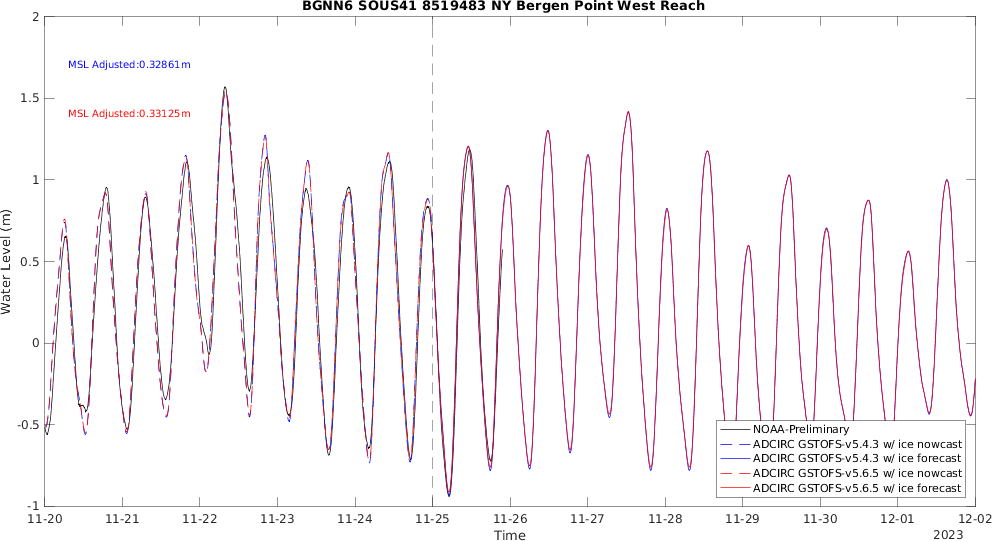 BGNN6 SOUS41 8519483 NY Bergen Point West Reach
MSL Adjusted:0.32861m
MSL Adjusted:0.33125m
Water Level (m)
2
1.5
1
0.5
0
-0.5
-1
NOAA-Preliminary
ADCIRC GSTOFS-v5.4.3 w/ ice nowcast
ADCIRC GSTOFS-v5.4.3 w/ ice forecast
ADCIRC GSTOFS-v5.6.5 w/ ice nowcast
ADCIRC GSTOFS-v5.6.5 w/ ice forecast
11-20 11-21 11-22 11-23 11-24 11-25 11-26 11-27 11-28 11-29 11-30 12-01 12-02
Time
2023